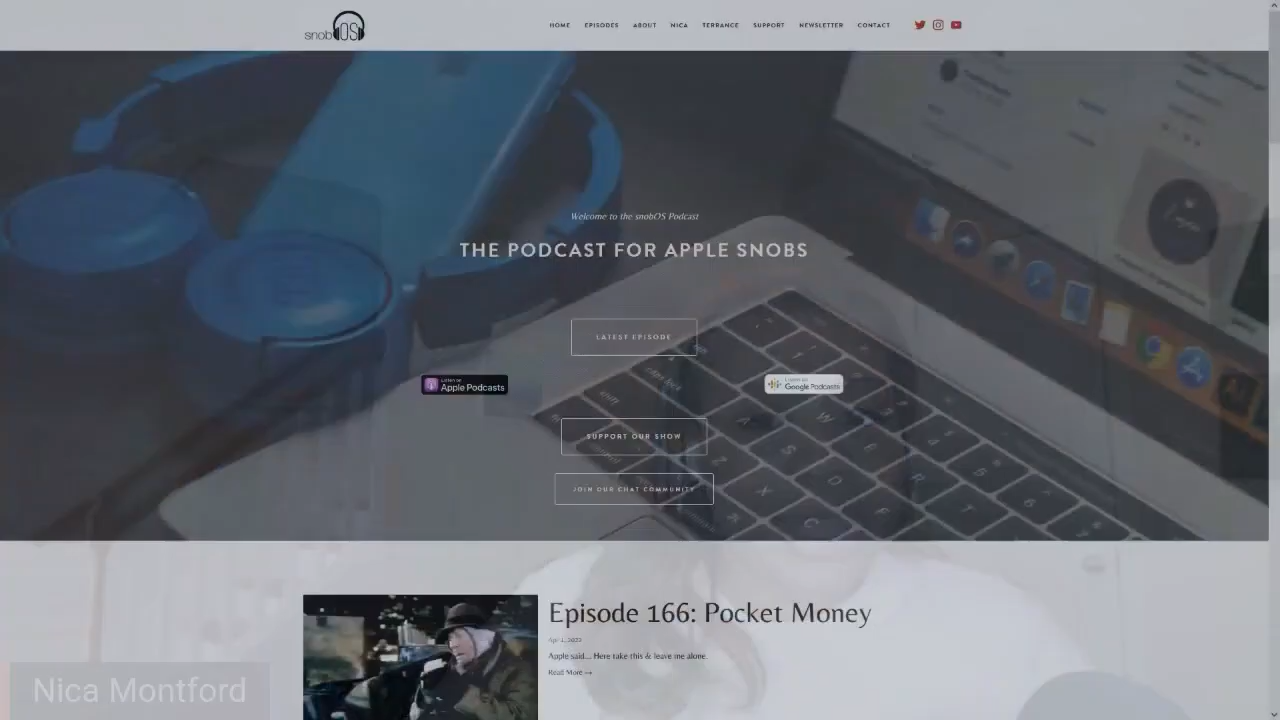 snobOS
HOME EPISODES ABOUT NICA TERRANCE SUPPORT NEWSLETTER CONTACT
Welcome to the snobOS Podcast
THE PODCAST FOR APPLE SNOBS
LATEST EPISODE
Listen on
Apple Podcasts
Listen on
Google Podcasts
SUPPORT OUR SHOW
JOIN OUR CHAT COMMUNITY
Episode 166: Pocket Money
Apple said.... Here take this & leave me alone.
Read More →
Nica Montford